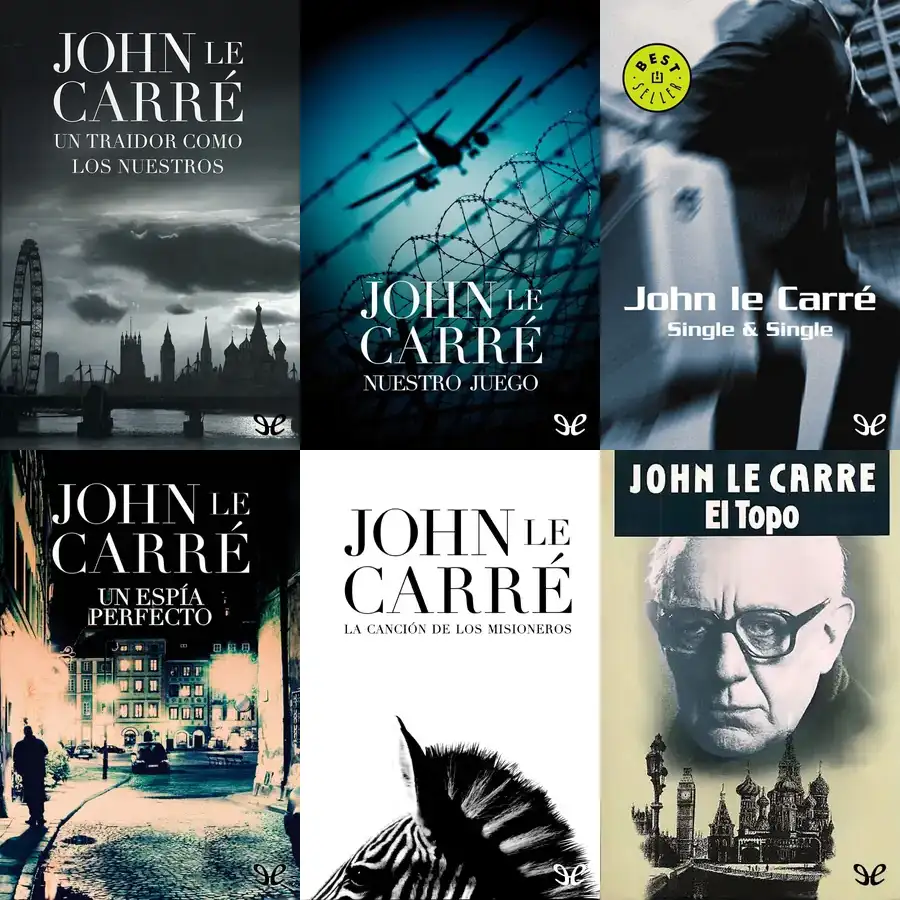 JOHN LE
CARRÉ
UN TRAIDOR COMO
LOS NUESTROS
JOHN LE
CARRÉ
NUESTRO JUEGO
BEST
SELLER
John le Carré
Single & Single
JOHN LE
CARRÉ
UN ESPÍA
PERFECTO
JOHN LE
CARRÉ
LA CANCIÓN DE LOS MISIONEROS
JOHN LE CARRE
El Topo